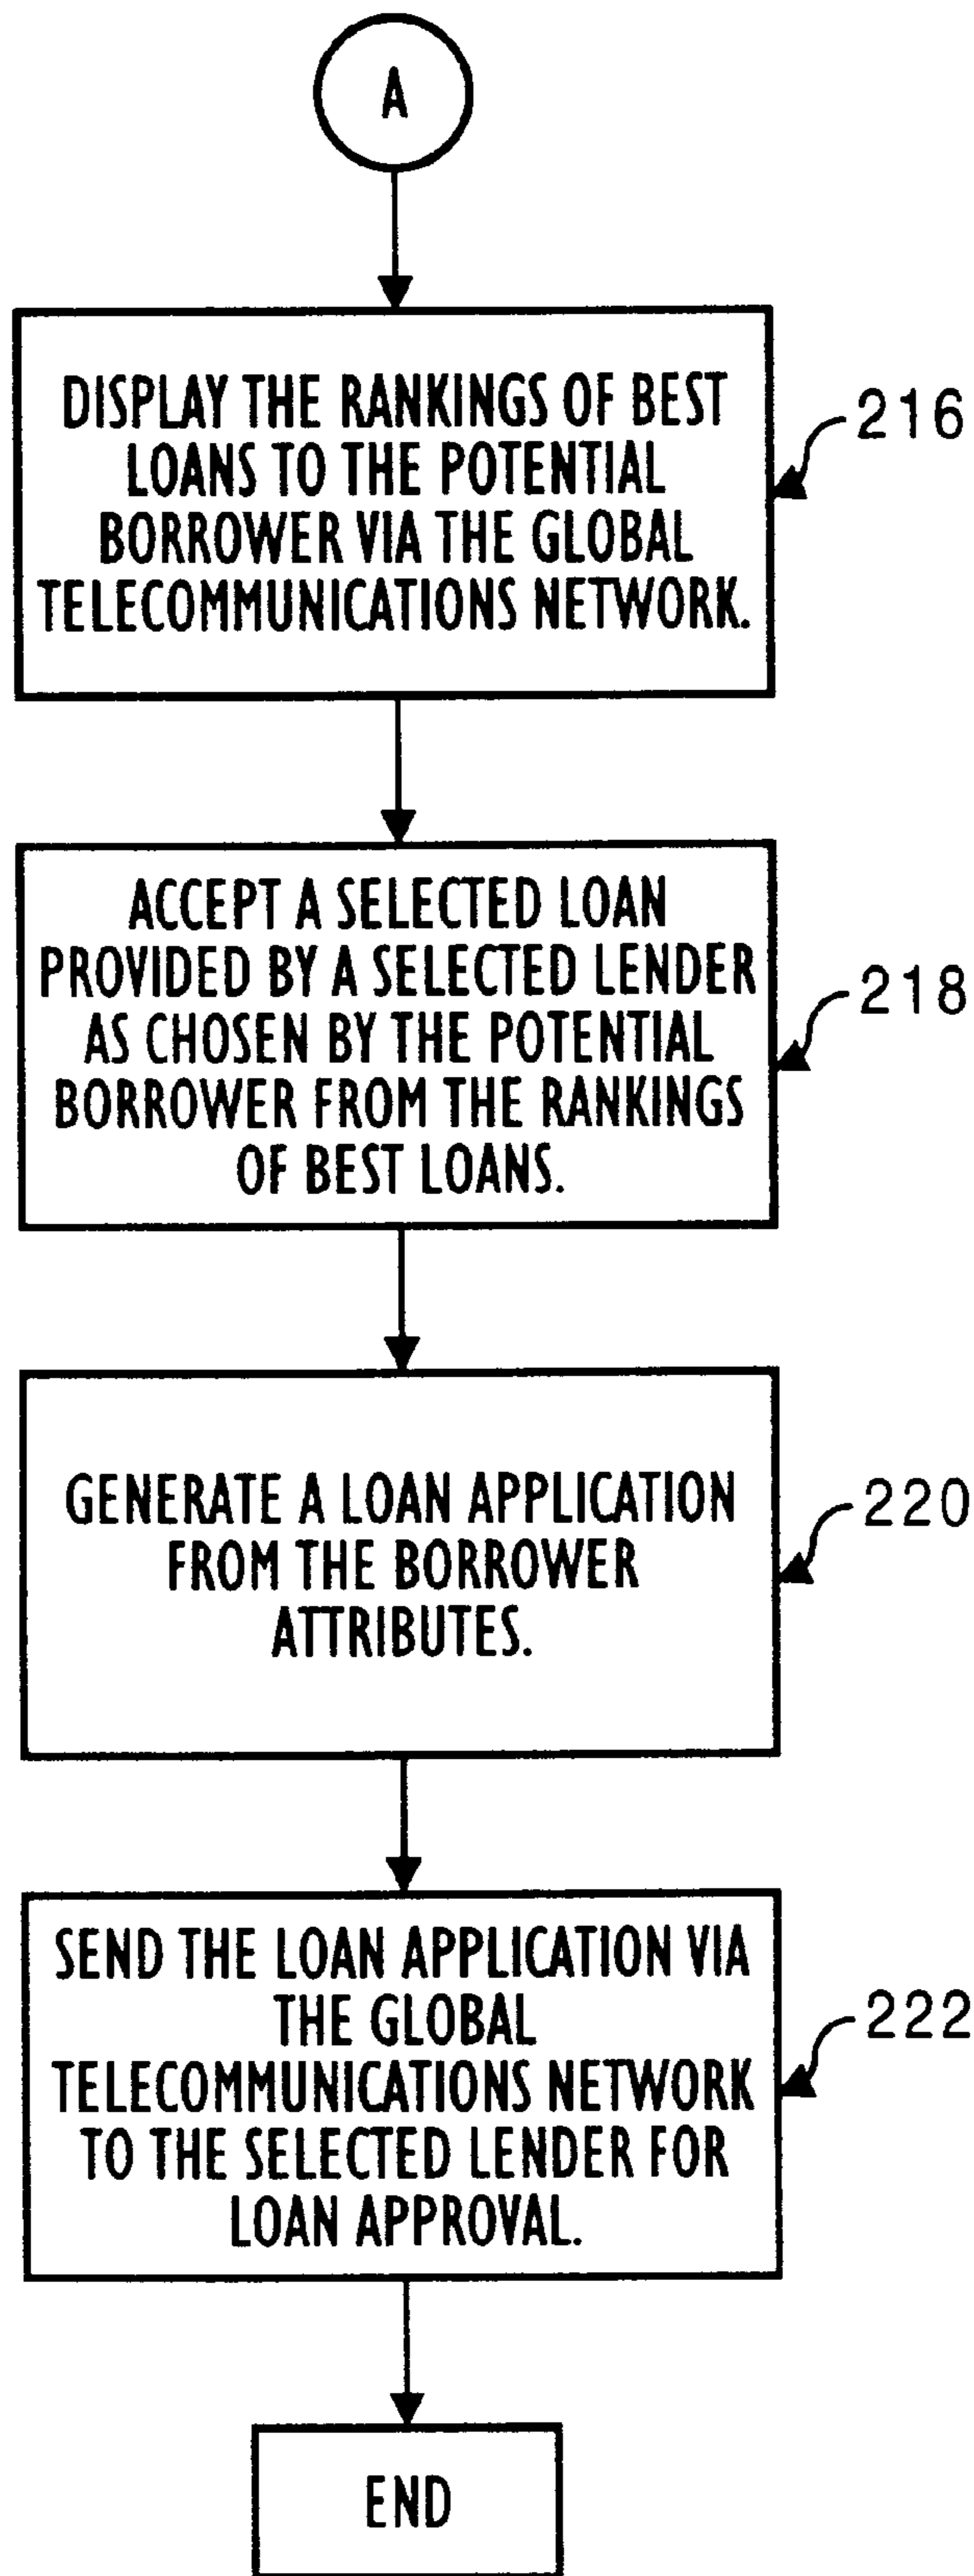 A
DISPLAY THE RANKINGS OF BEST
LOANS TO THE POTENTIAL
BORROWER VIA THE GLOBAL
TELECOMMUNICATIONS NETWORK.
216
ACCEPT A SELECTED LOAN
PROVIDED BY A SELECTED LENDER
AS CHOSEN BY THE POTENTIAL
BORROWER FROM THE RANKINGS
OF BEST LOANS.
218
GENERATE A LOAN APPLICATION
FROM THE BORROWER
ATTRIBUTES.
220
SEND THE LOAN APPLICATION VIA
THE GLOBAL
TELECOMMUNICATIONS NETWORK
TO THE SELECTED LENDER FOR
LOAN APPROVAL.
222
END